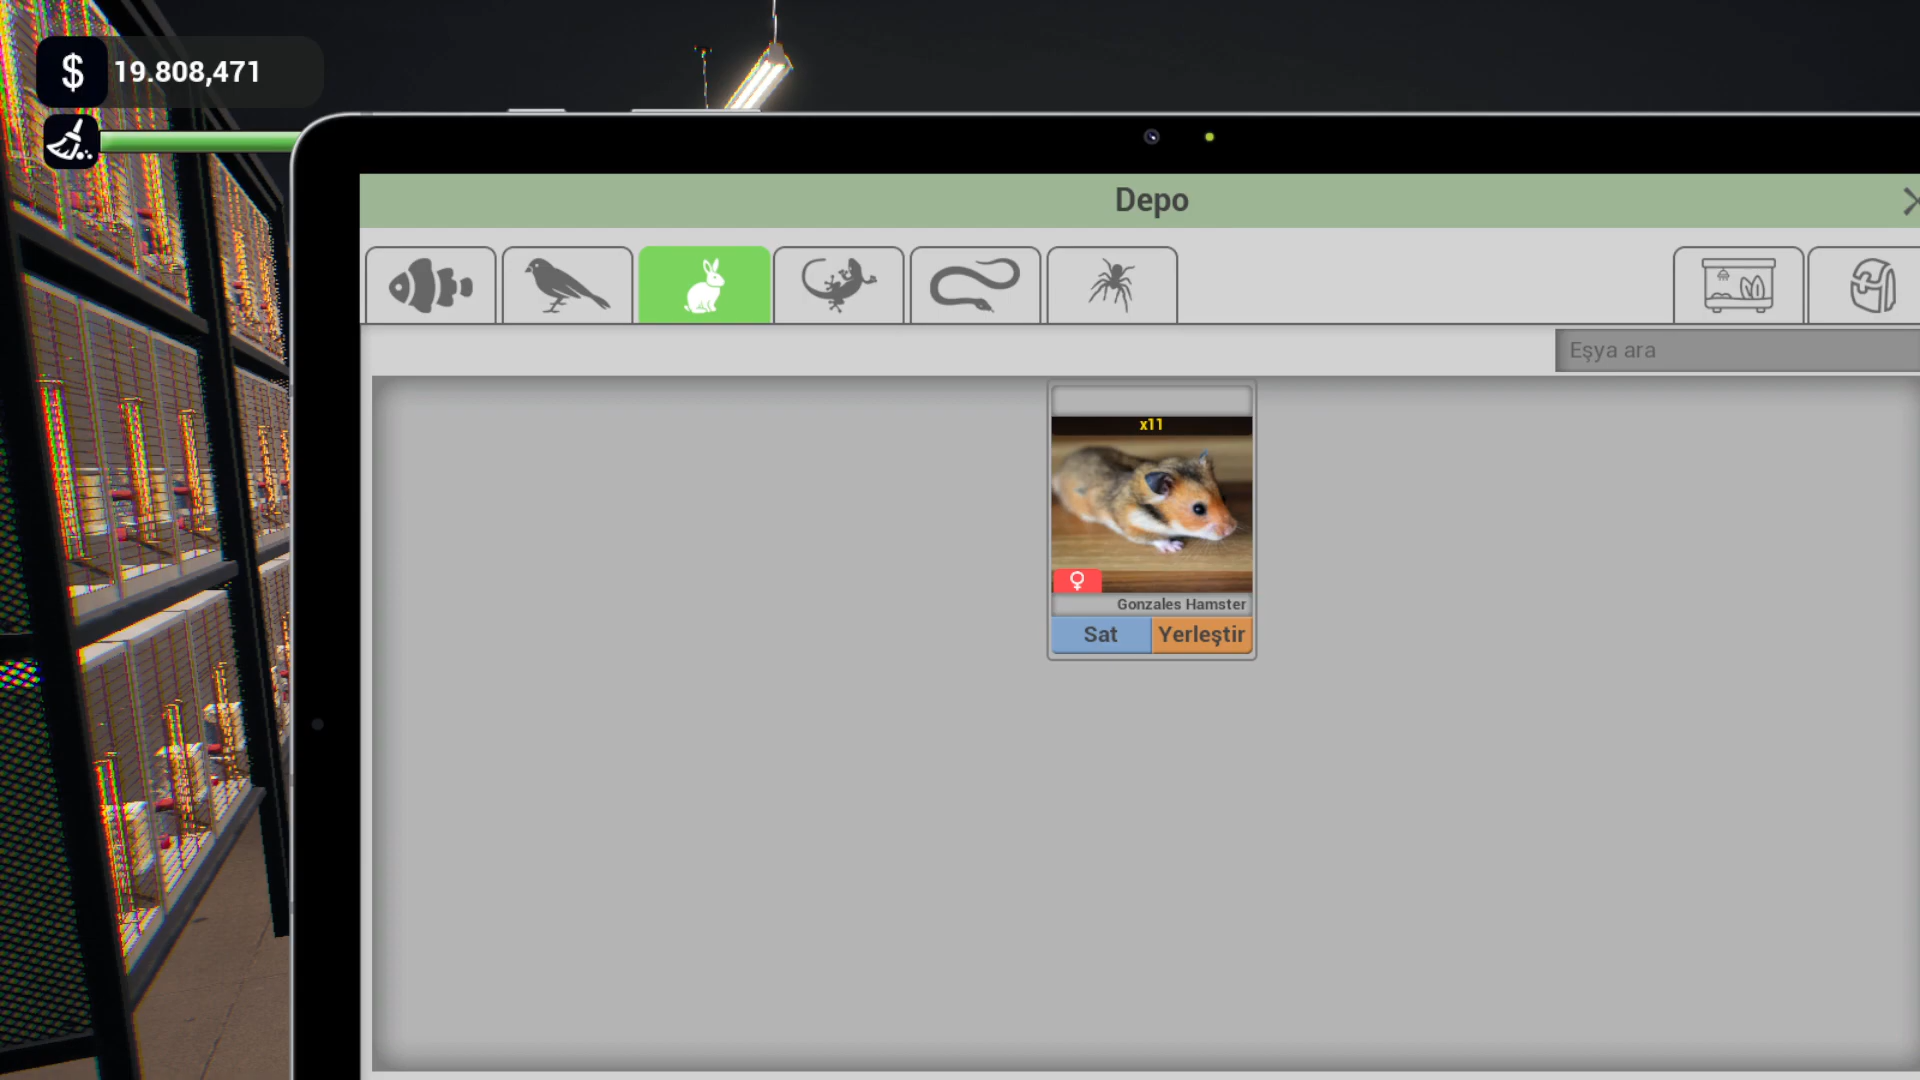 $ 19.808,471
Depo
Eşya ara
x11
Gonzales Hamster
Sat Yerleştir